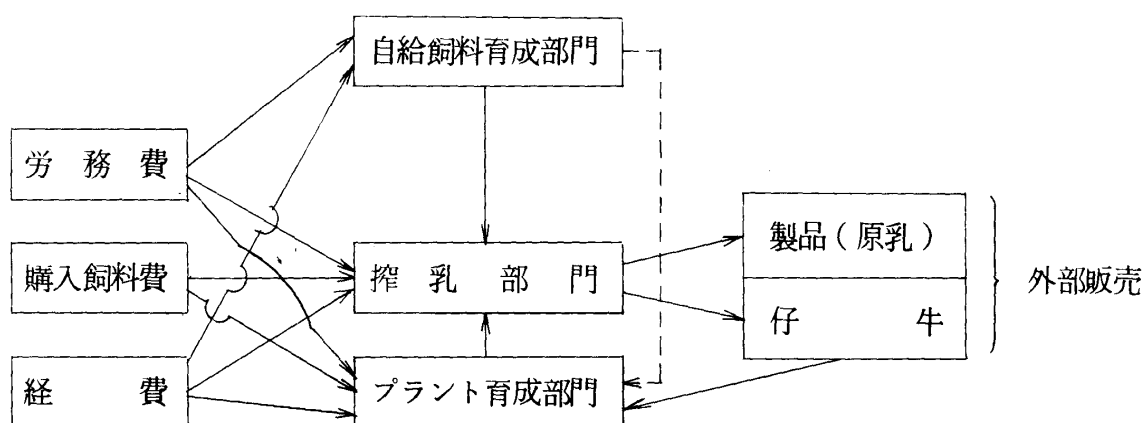 自給飼料育成部門
労務費
購入飼料費
経費
搾乳部門
プラント育成部門
製品(原乳)
仔牛
外部販売